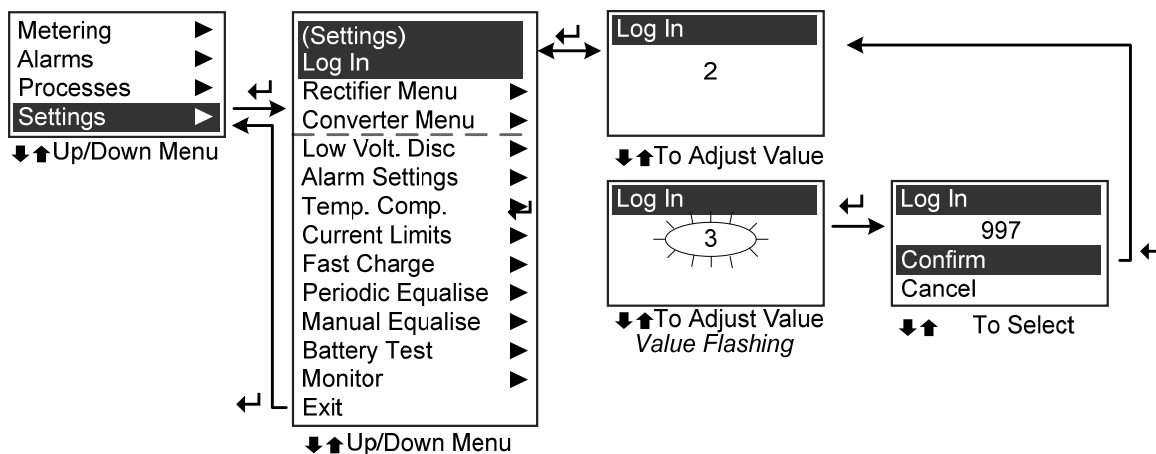 Metering
Alarms
Processes
Settings
Up/Down Menu
(Settings)
Log In
Rectifier Menu
Converter Menu
Low Volt. Disc
Alarm Settings
Temp. Comp.
Current Limits
Fast Charge
Periodic Equalise
Manual Equalise
Battery Test
Monitor
Exit
Up/Down Menu
Log In
2
To Adjust Value
Log In
3
To Adjust Value
Value Flashing
Log In
997
Confirm
Cancel
To Select